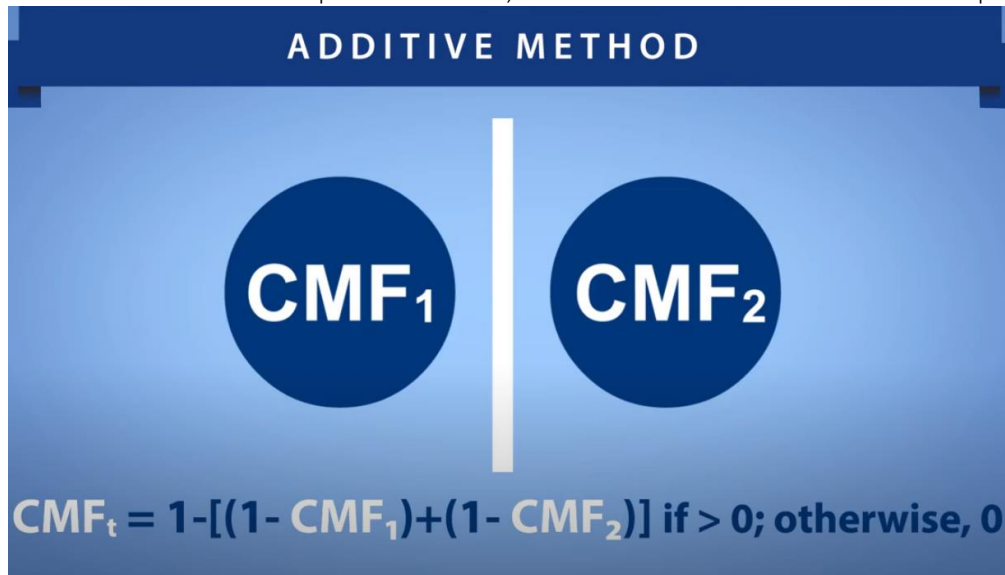 ADDITIVE METHOD
CMF₁ CMF₂
CMFₜ = 1-[(1- CMF₁)+(1- CMF₂)] if > 0; otherwise, 0